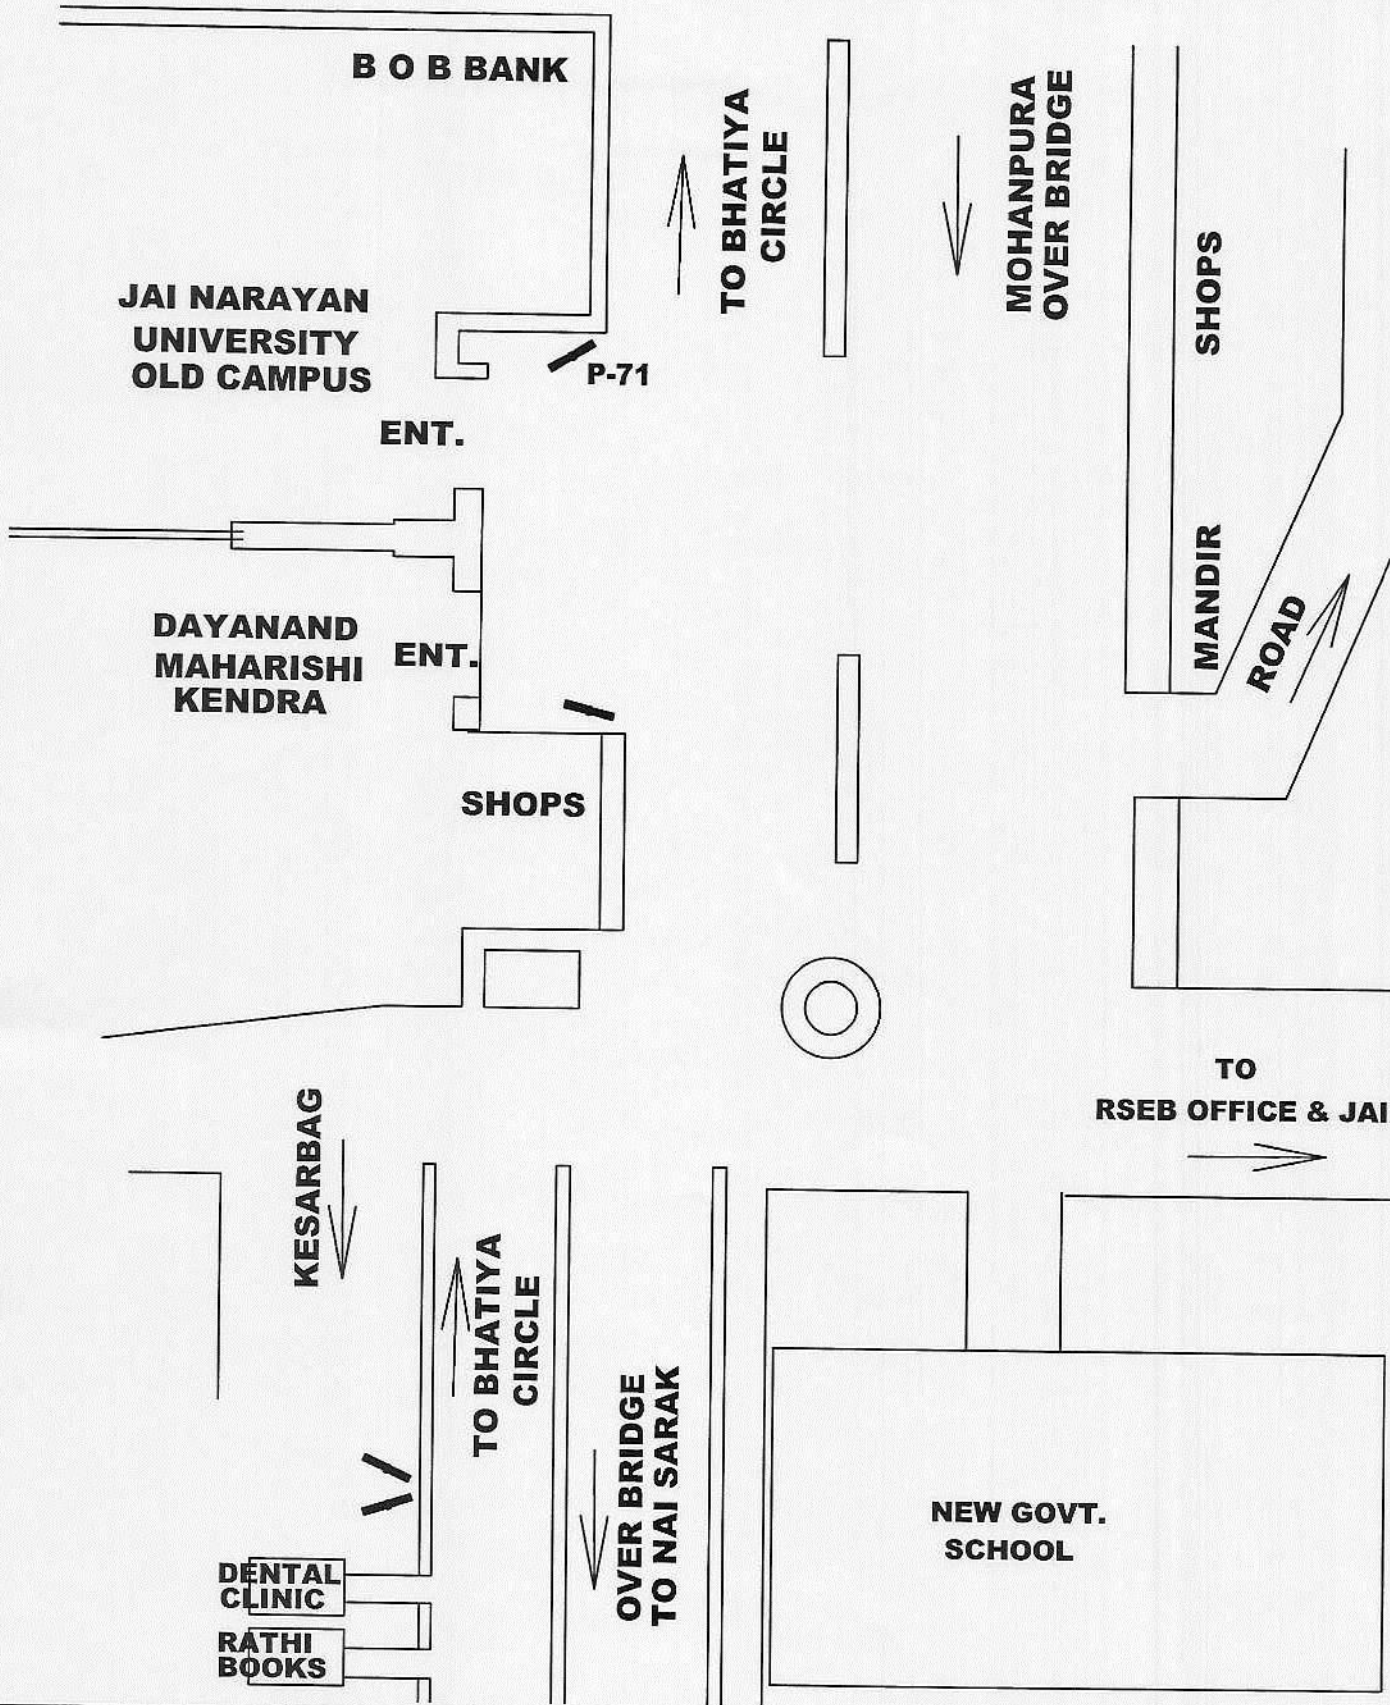 B O B BANK
TO BHATIYA
CIRCLE
MOHANPURA
OVER BRIDGE
SHOPS
JAI NARAYAN
UNIVERSITY
OLD CAMPUS
P-71
ENT.
MANDIR
ROAD
DAYANAND
MAHARISHI
KENDRA
ENT.
SHOPS
TO
RSEB OFFICE & JAI
KESARBAG
TO BHATIYA
CIRCLE
OVER BRIDGE
TO NAI SARAK
NEW GOVT.
SCHOOL
DENTAL
CLINIC
RATHI
BOOKS